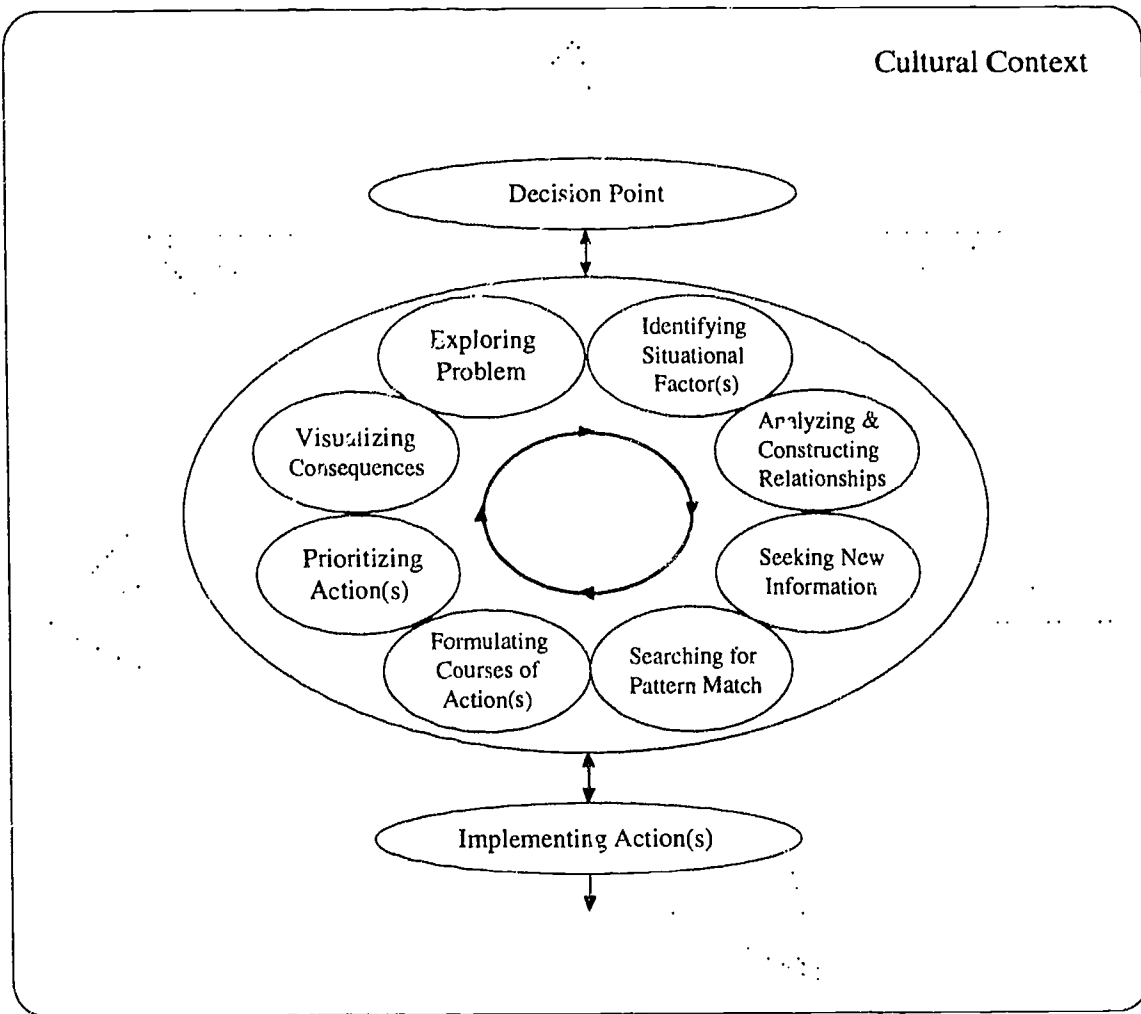 Cultural Context
Decision Point
Exploring
Problem
Identifying
Situational
Factor(s)
Analyzing &
Constructing
Relationships
Seeking New
Information
Searching for
Pattern Match
Formulating
Courses of
Action(s)
Prioritizing
Action(s)
Visualizing
Consequences
Implementing Action(s)